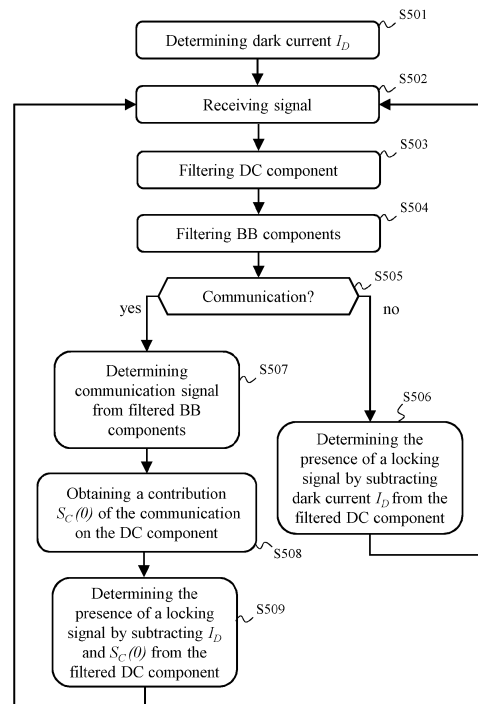 S501
Determining dark current I_D
S502
Receiving signal
S503
Filtering DC component
S504
Filtering BB components
S505
Communication?
yes
no
S507
Determining
communication signal
from filtered BB
components
S506
Determining the
presence of a locking
signal by subtracting
dark current I_D from the
filtered DC component
Obtaining a contribution
S_C(0) of the communication
on the DC component
S508
Determining the
presence of a locking
signal by subtracting I_D
and S_C(0) from the
filtered DC component
S509